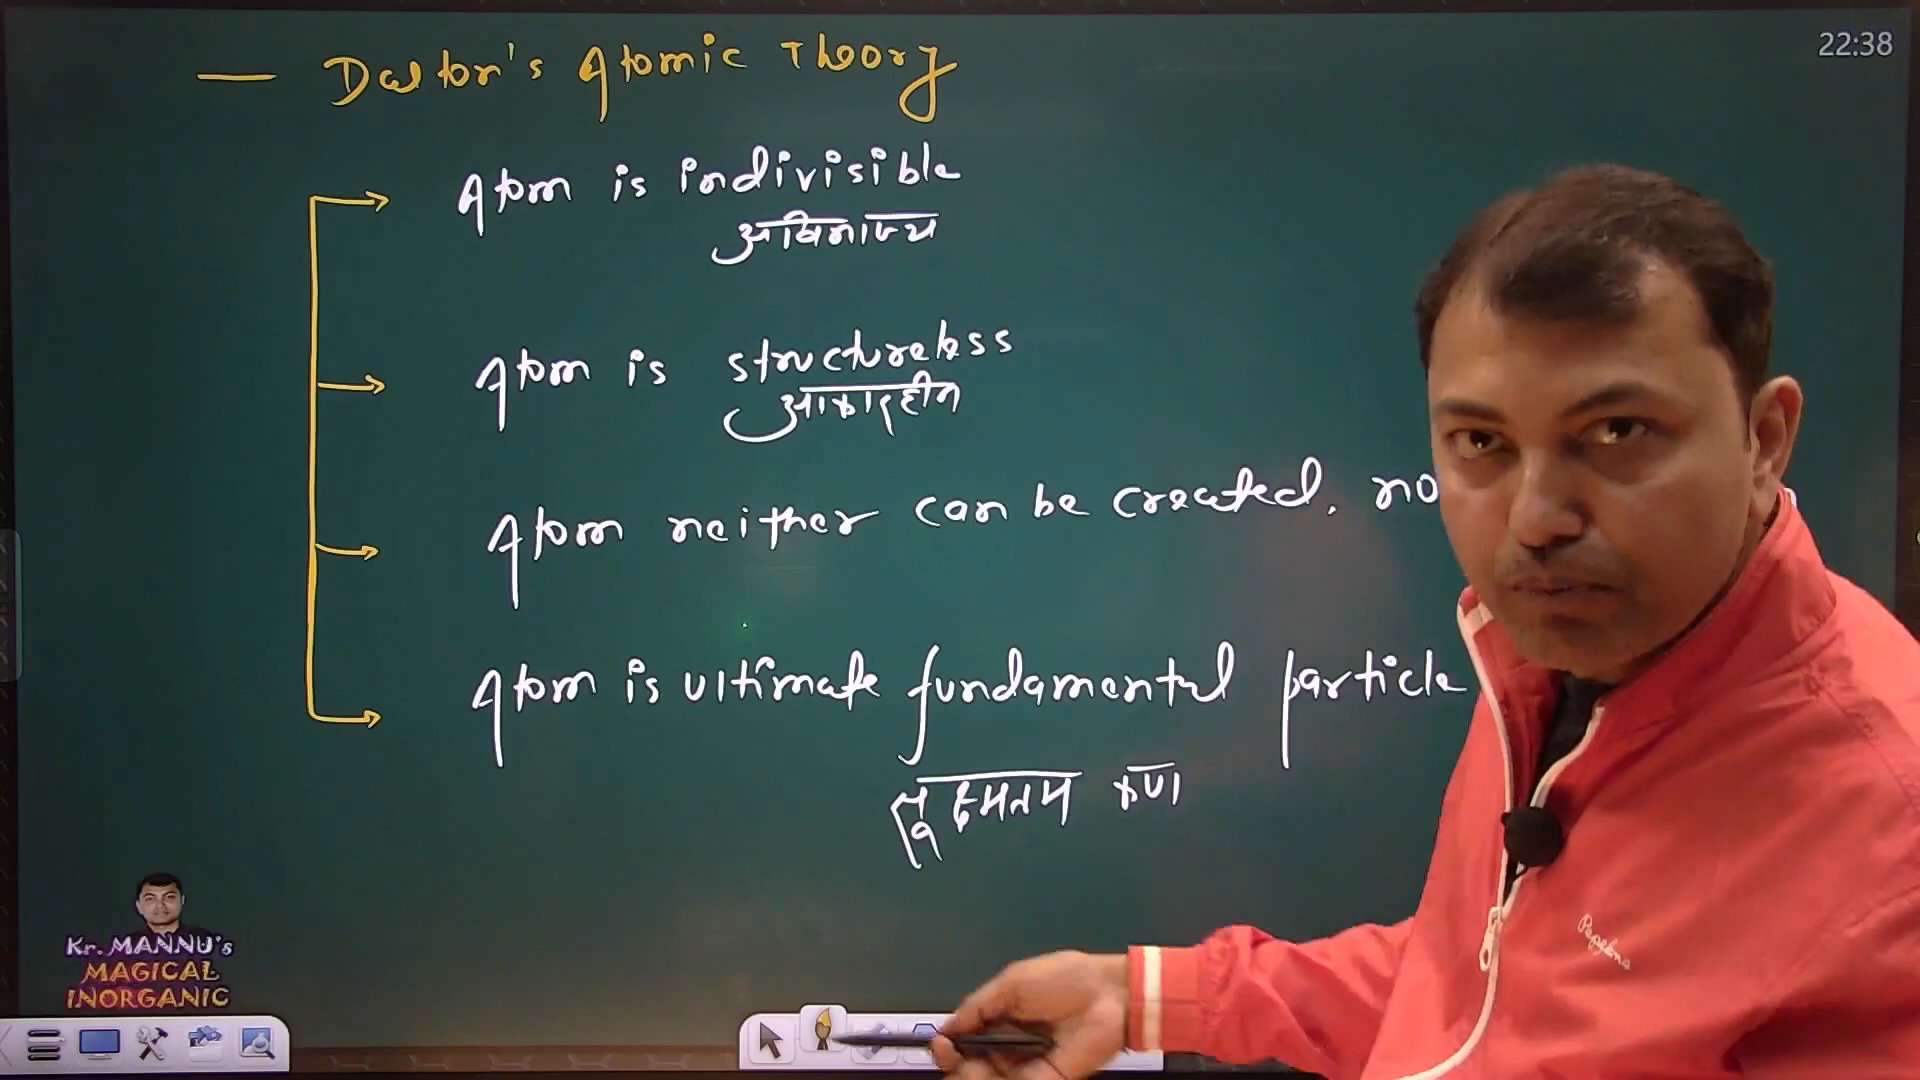 22:38
— Dalton's Atomic Theory
Atom is indivisible
अविभाज्य
Atom is structureless
आकारहीन
Atom neither can be created, no
Atom is ultimate fundamental particle
सूक्ष्मतम कण
Kr. MANNU's
MAGICAL
INORGANIC